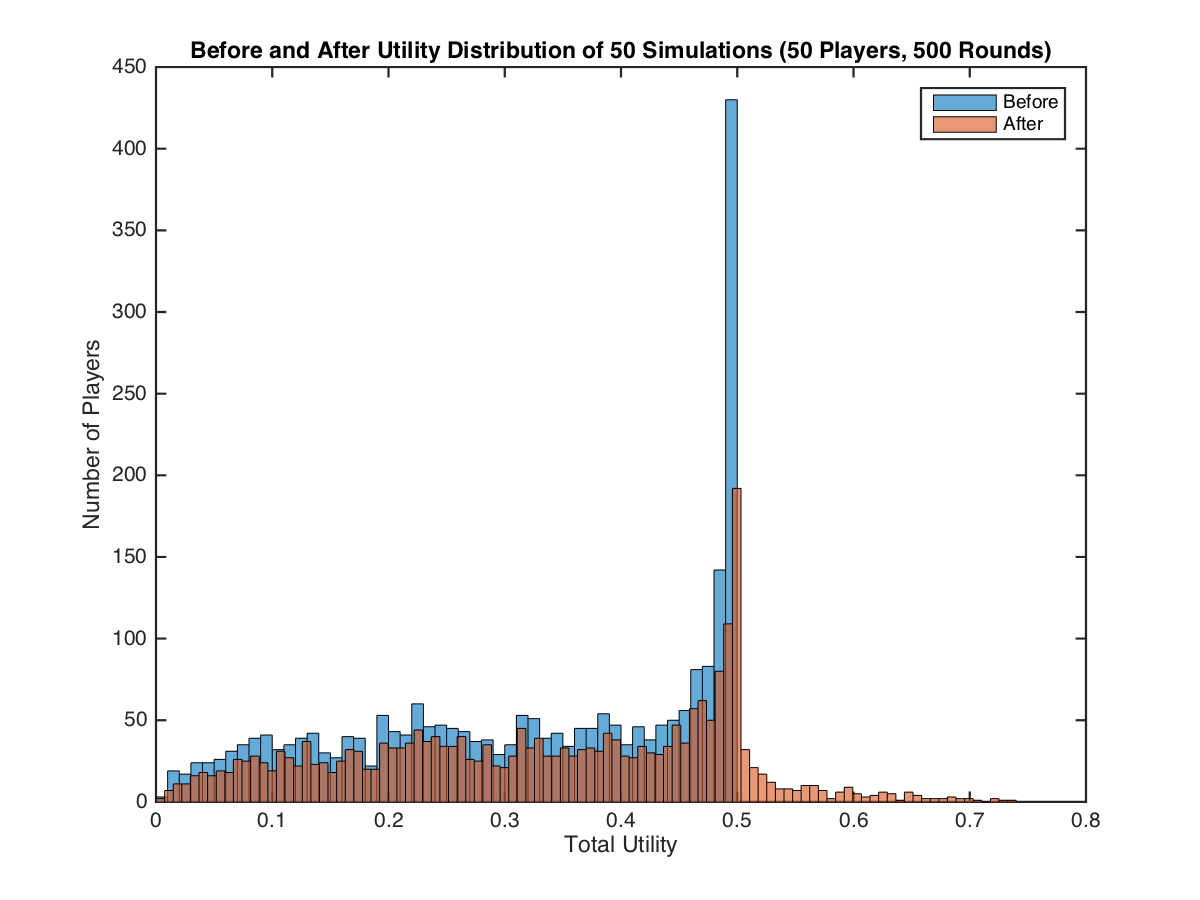 Before and After Utility Distribution of 50 Simulations (50 Players, 500 Rounds)
450
400
350
300
250
200
150
100
50
0
Number of Players
Before
After
0 0.1 0.2 0.3 0.4 0.5 0.6 0.7 0.8
Total Utility